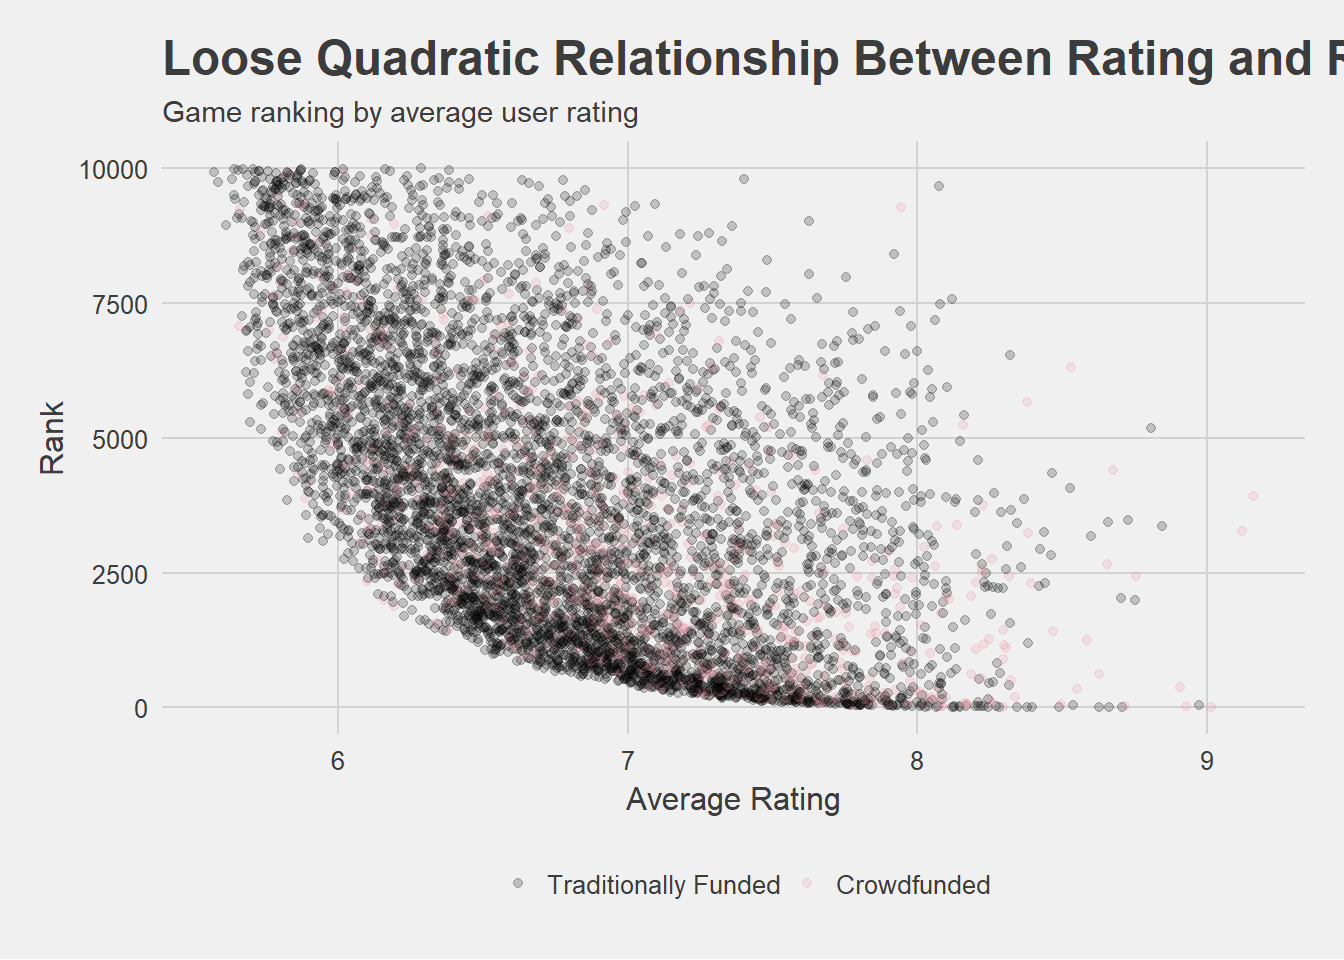 Loose Quadratic Relationship Between Rating and R
Game ranking by average user rating
10000
7500
5000
2500
0
Rank
6 7 8 9
Average Rating
Traditionally Funded Crowdfunded